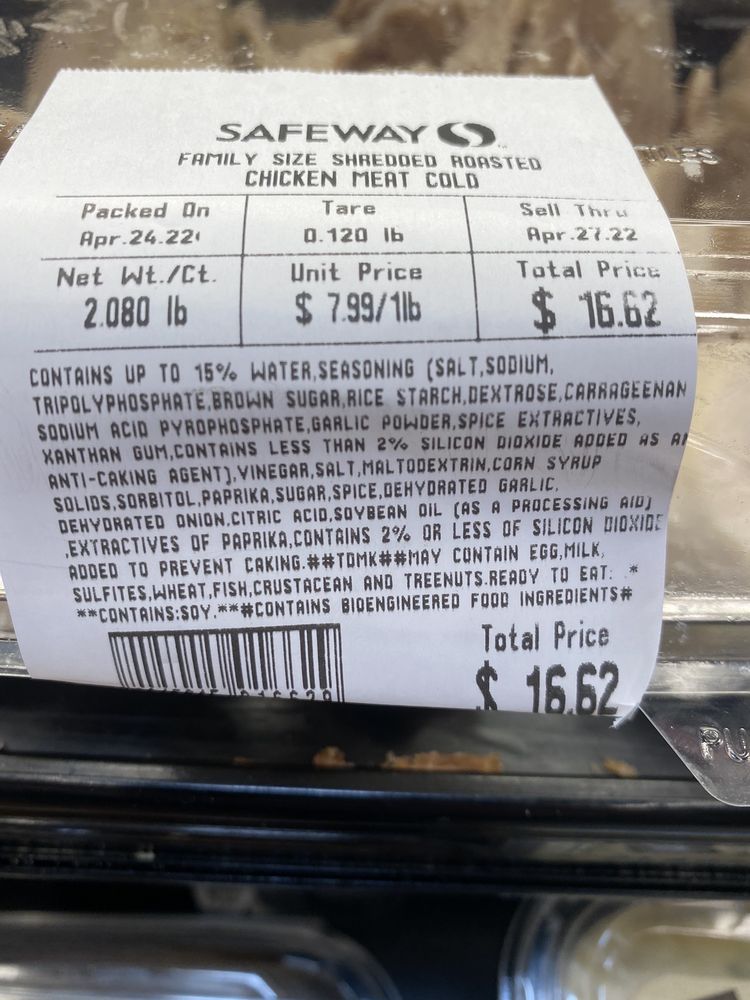 SAFEWAY
FAMILY SIZE SHREDDED ROASTED
CHICKEN MEAT COLD
Packed On
Tare
Sell Thru
Apr.24.22
0.120 lb
Apr.27.22
Net Wt./Ct.
Unit Price
Total Price
2.080 lb
$ 7.99/1lb
$ 16.62
CONTAINS UP TO 15% WATER,SEASONING (SALT,SODIUM,
TRIPOLYPHOSPHATE,BROWN SUGAR,RICE STARCH,DEXTROSE,CARRAGEENAN
SODIUM ACID PYROPHOSPHATE,GARLIC POWDER,SPICE EXTRACTIVES,
XANTHAN GUM,CONTAINS LESS THAN 2% SILICON DIOXIDE ADDED AS AN
ANTI-CAKING AGENT),VINEGAR,SALT,MALTODEXTRIN,CORN SYRUP
SOLIDS,SORBITOL,PAPRIKA,SUGAR,SPICE,DEHYDRATED GARLIC,
DEHYDRATED ONION,CITRIC ACID,SOYBEAN OIL (AS A PROCESSING AID)
,EXTRACTIVES OF PAPRIKA,CONTAINS 2% OR LESS OF SILICON DIOXIDE
ADDED TO PREVENT CAKING.##TDMK##MAY CONTAIN EGG,MILK,
SULFITES,WHEAT,FISH,CRUSTACEAN AND TREENUTS.READY TO EAT: *
**CONTAINS:SOY.**#CONTAINS BIOENGINEERED FOOD INGREDIENTS#
Total Price
$ 16.62
PU